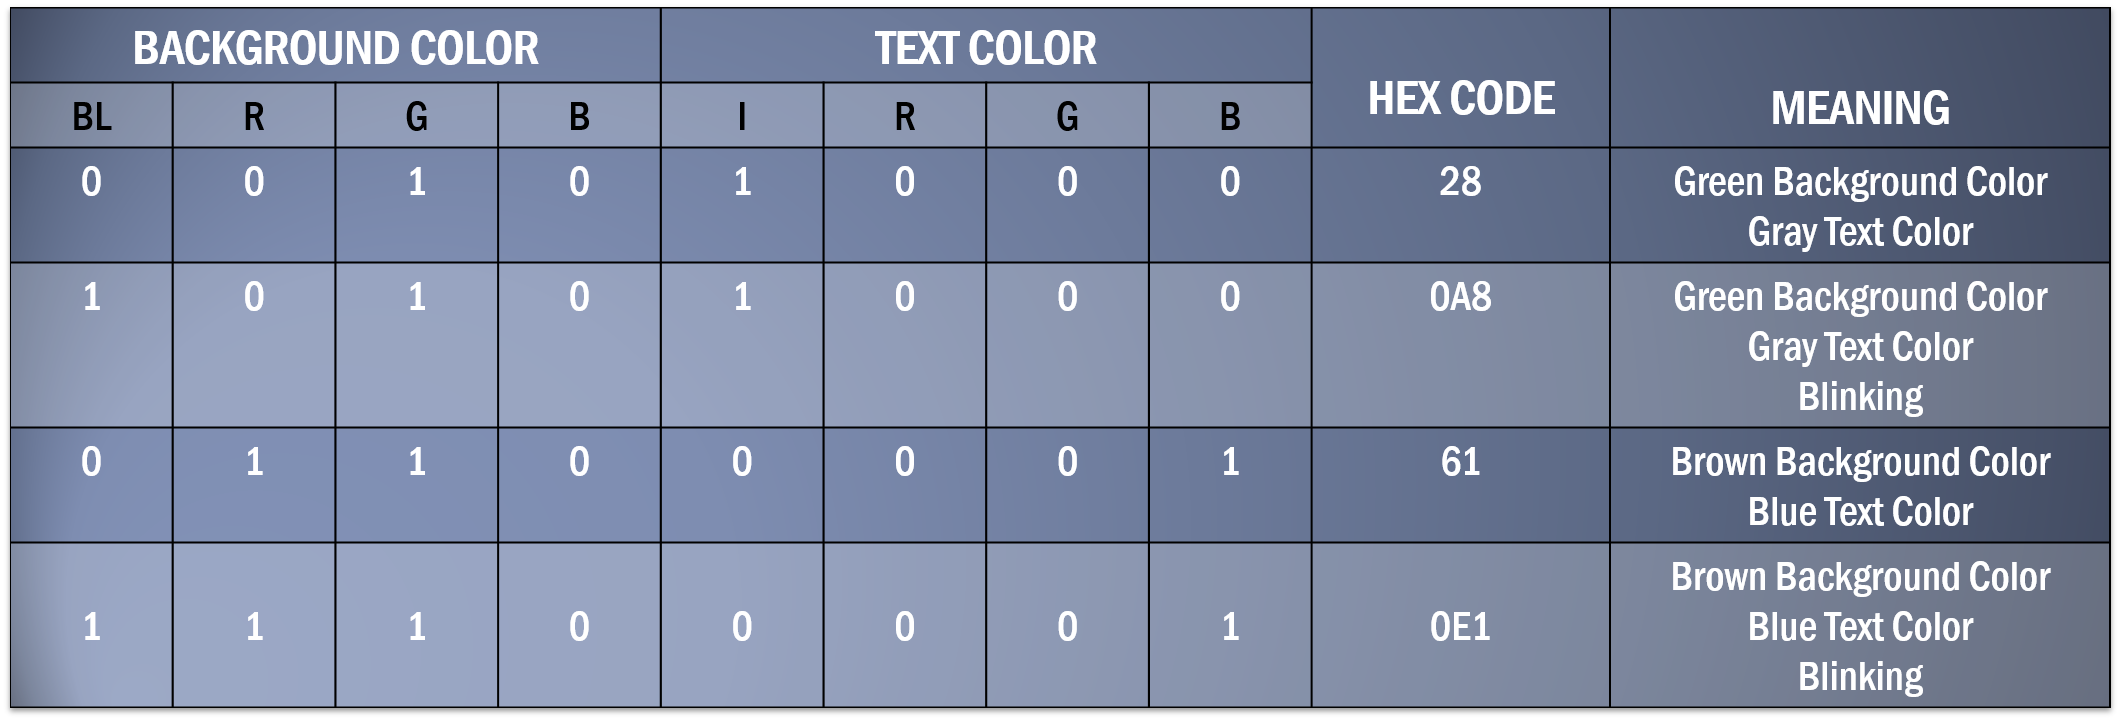 BACKGROUND COLOR TEXT COLOR HEX CODE MEANING
BL R G B I R G B
0 0 1 0 1 0 0 0 28 Green Background Color
Gray Text Color
1 0 1 0 1 0 0 0 0A8 Green Background Color
Gray Text Color
Blinking
0 1 1 0 0 0 0 1 61 Brown Background Color
Blue Text Color
1 1 1 0 0 0 0 1 0E1 Brown Background Color
Blue Text Color
Blinking